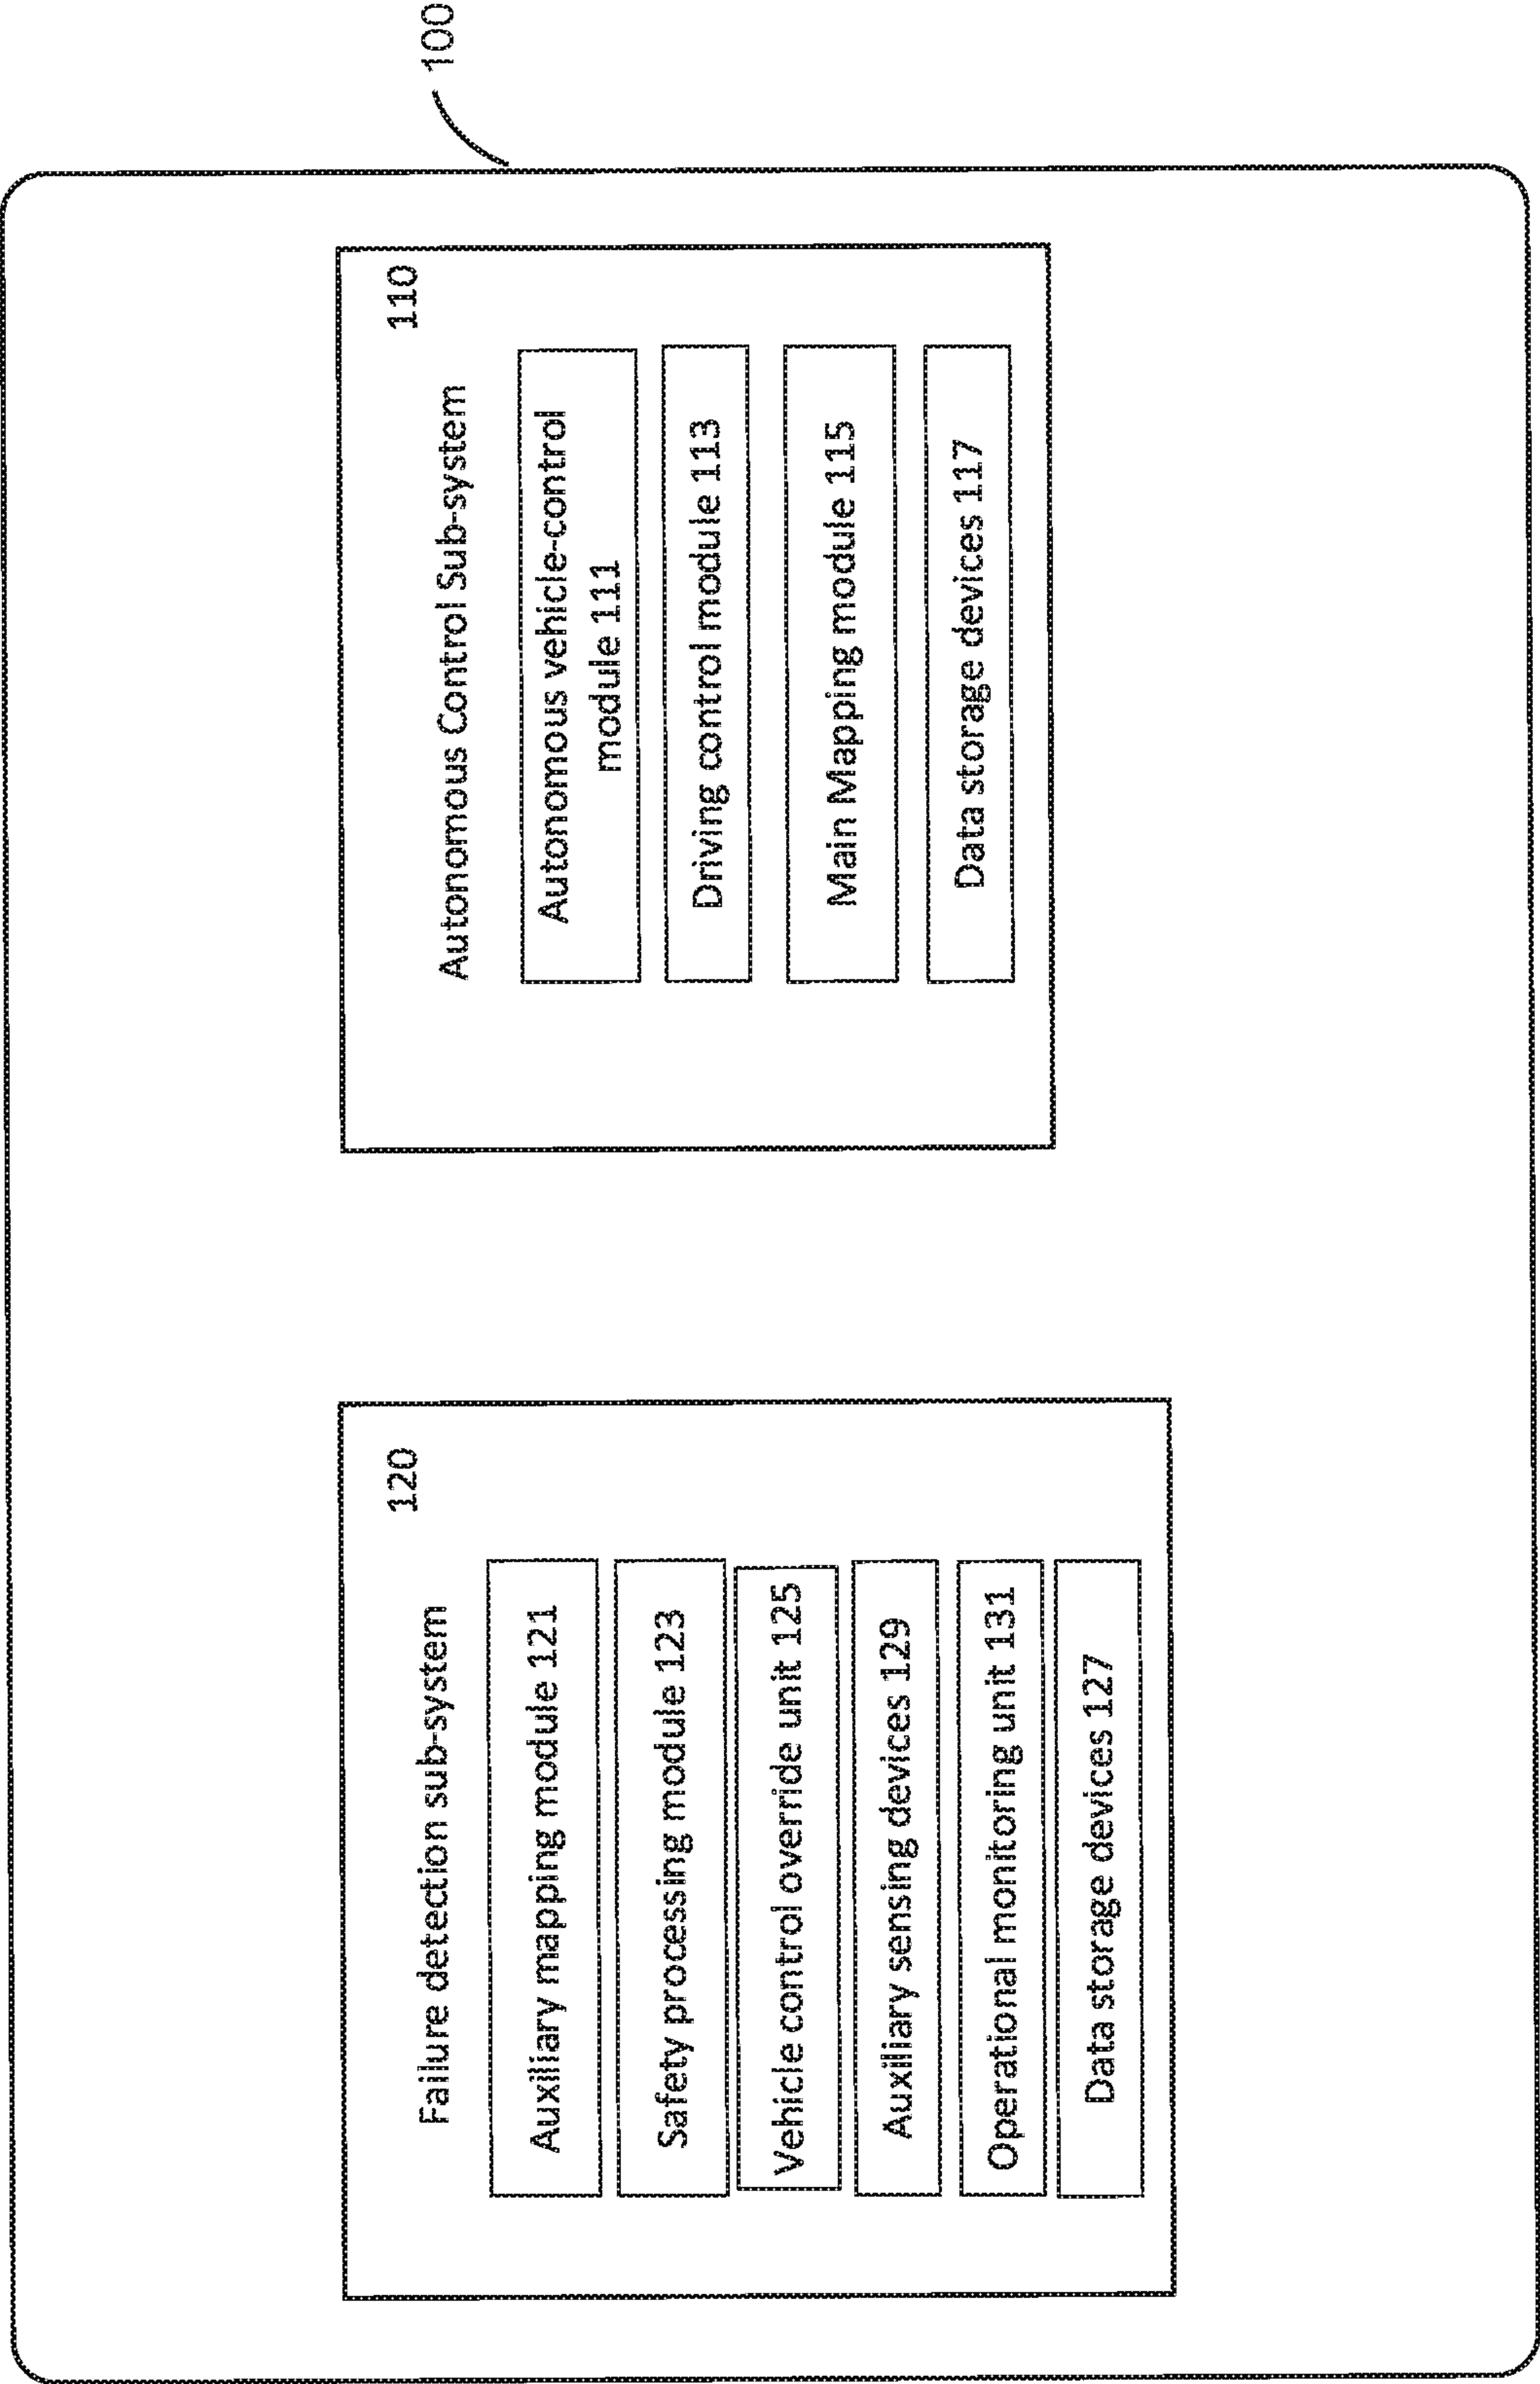 100
120
Failure detection sub-system
Auxiliary mapping module 121
Safety processing module 123
Vehicle control override unit 125
Auxiliary sensing devices 129
Operational monitoring unit 131
Data storage devices 127
110
Autonomous Control Sub-system
Autonomous vehicle-control
module 111
Driving control module 113
Main Mapping module 115
Data storage devices 117